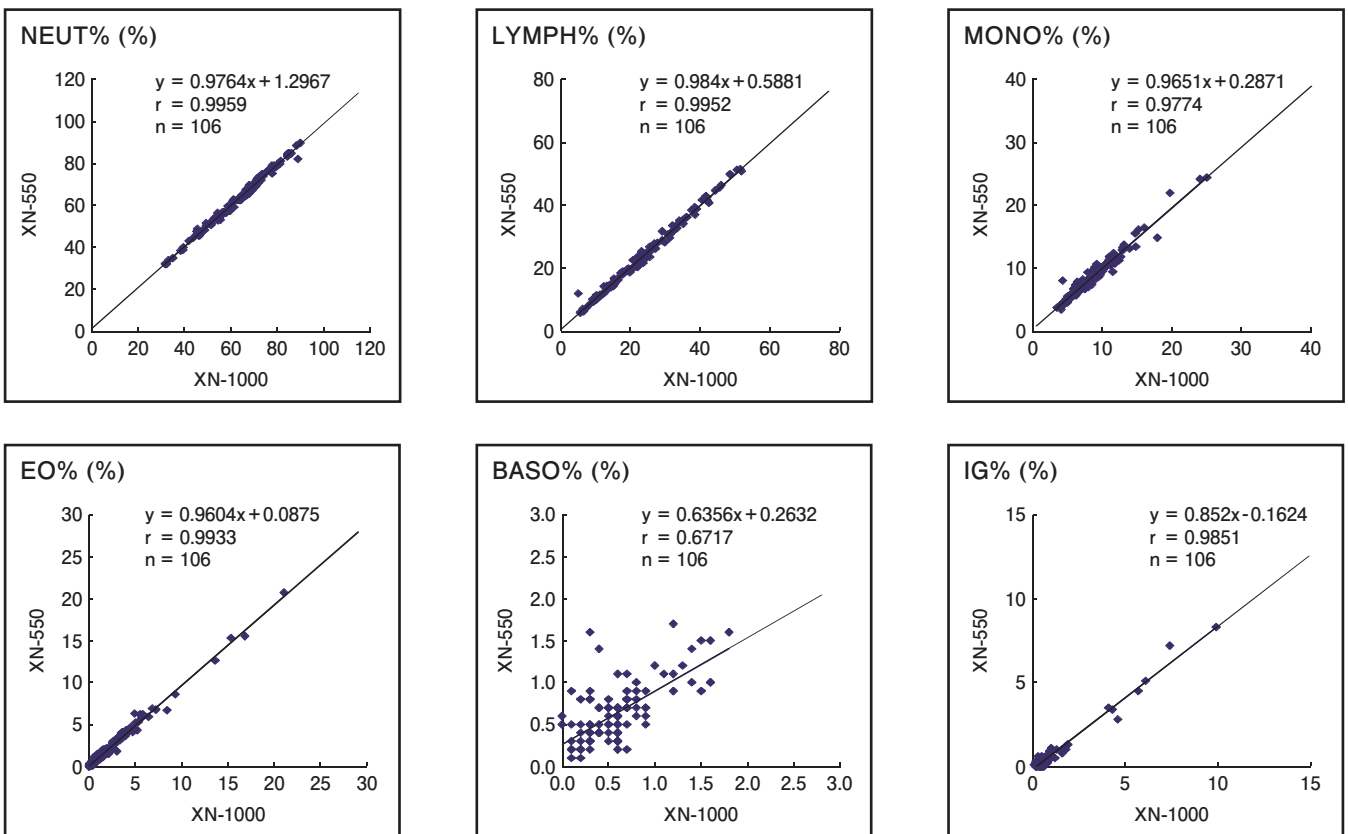 NEUT% (%)
y = 0.9764x+1.2967
r = 0.9959
n = 106
120
100
80
60
40
20
0
XN-550
0 20 40 60 80 100 120
XN-1000
LYMPH% (%)
y = 0.984x+0.5881
r = 0.9952
n = 106
80
60
40
20
0
XN-550
0 20 40 60 80
XN-1000
MONO% (%)
y = 0.9651x+0.2871
r = 0.9774
n = 106
40
30
20
10
0
XN-550
0 10 20 30 40
XN-1000
EO% (%)
y = 0.9604x+0.0875
r = 0.9933
n = 106
30
25
20
15
10
5
0
XN-550
0 5 10 15 20 25 30
XN-1000
BASO% (%)
y = 0.6356x+0.2632
r = 0.6717
n = 106
3.0
2.5
2.0
1.5
1.0
0.5
0.0
XN-550
0.0 0.5 1.0 1.5 2.0 2.5 3.0
XN-1000
IG% (%)
y = 0.852x-0.1624
r = 0.9851
n = 106
15
10
5
0
XN-550
0 5 10 15
XN-1000